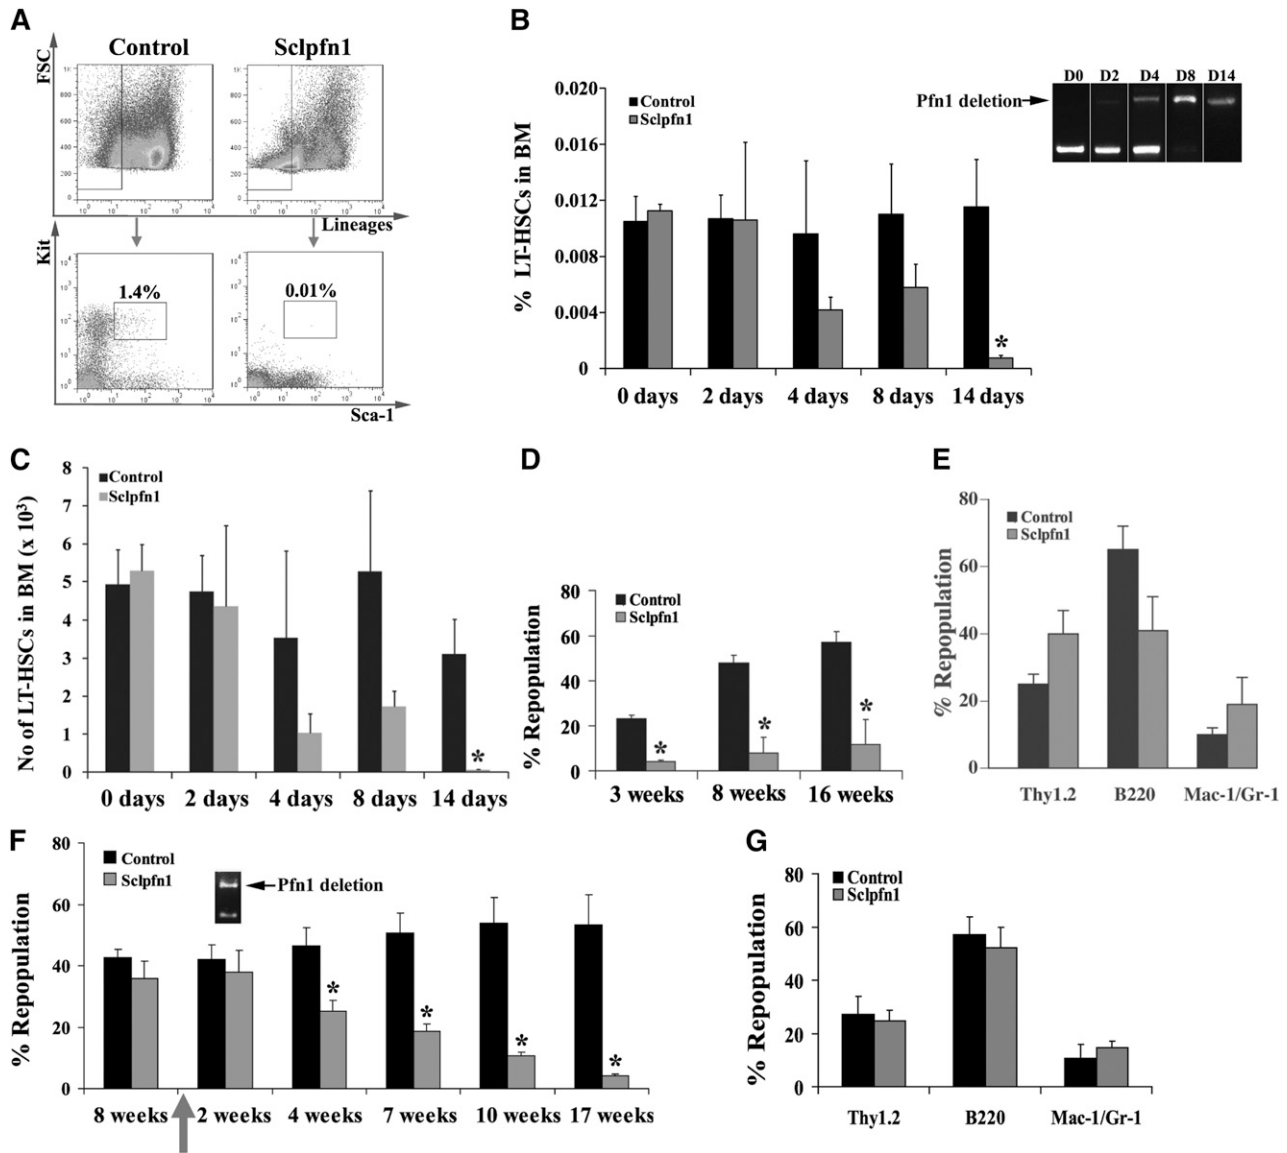 A
Control
Sclpfn1
FSC
Lineages
Kit
1.4%
0.01%
Sca-1
B
% LT-HSCs in BM
0.020
0.016
0.012
0.008
0.004
0
Control
Sclpfn1
0 days 2 days 4 days 8 days 14 days
*
D0 D2 D4 D8 D14
Pfn1 deletion
C
No of LT-HSCs in BM (x 10³)
8
7
6
5
4
3
2
1
0
Control
Sclpfn1
0 days 2 days 4 days 8 days 14 days
*
D
% Repopulation
80
60
40
20
0
Control
Sclpfn1
* * *
3 weeks 8 weeks 16 weeks
E
% Repopulation
80
60
40
20
0
Control
Sclpfn1
Thy1.2 B220 Mac-1/Gr-1
F
% Repopulation
80
60
40
20
0
Control
Sclpfn1
Pfn1 deletion
* * * *
8 weeks 2 weeks 4 weeks 7 weeks 10 weeks 17 weeks
G
% Repopulation
80
60
40
20
0
Control
Sclpfn1
Thy1.2 B220 Mac-1/Gr-1